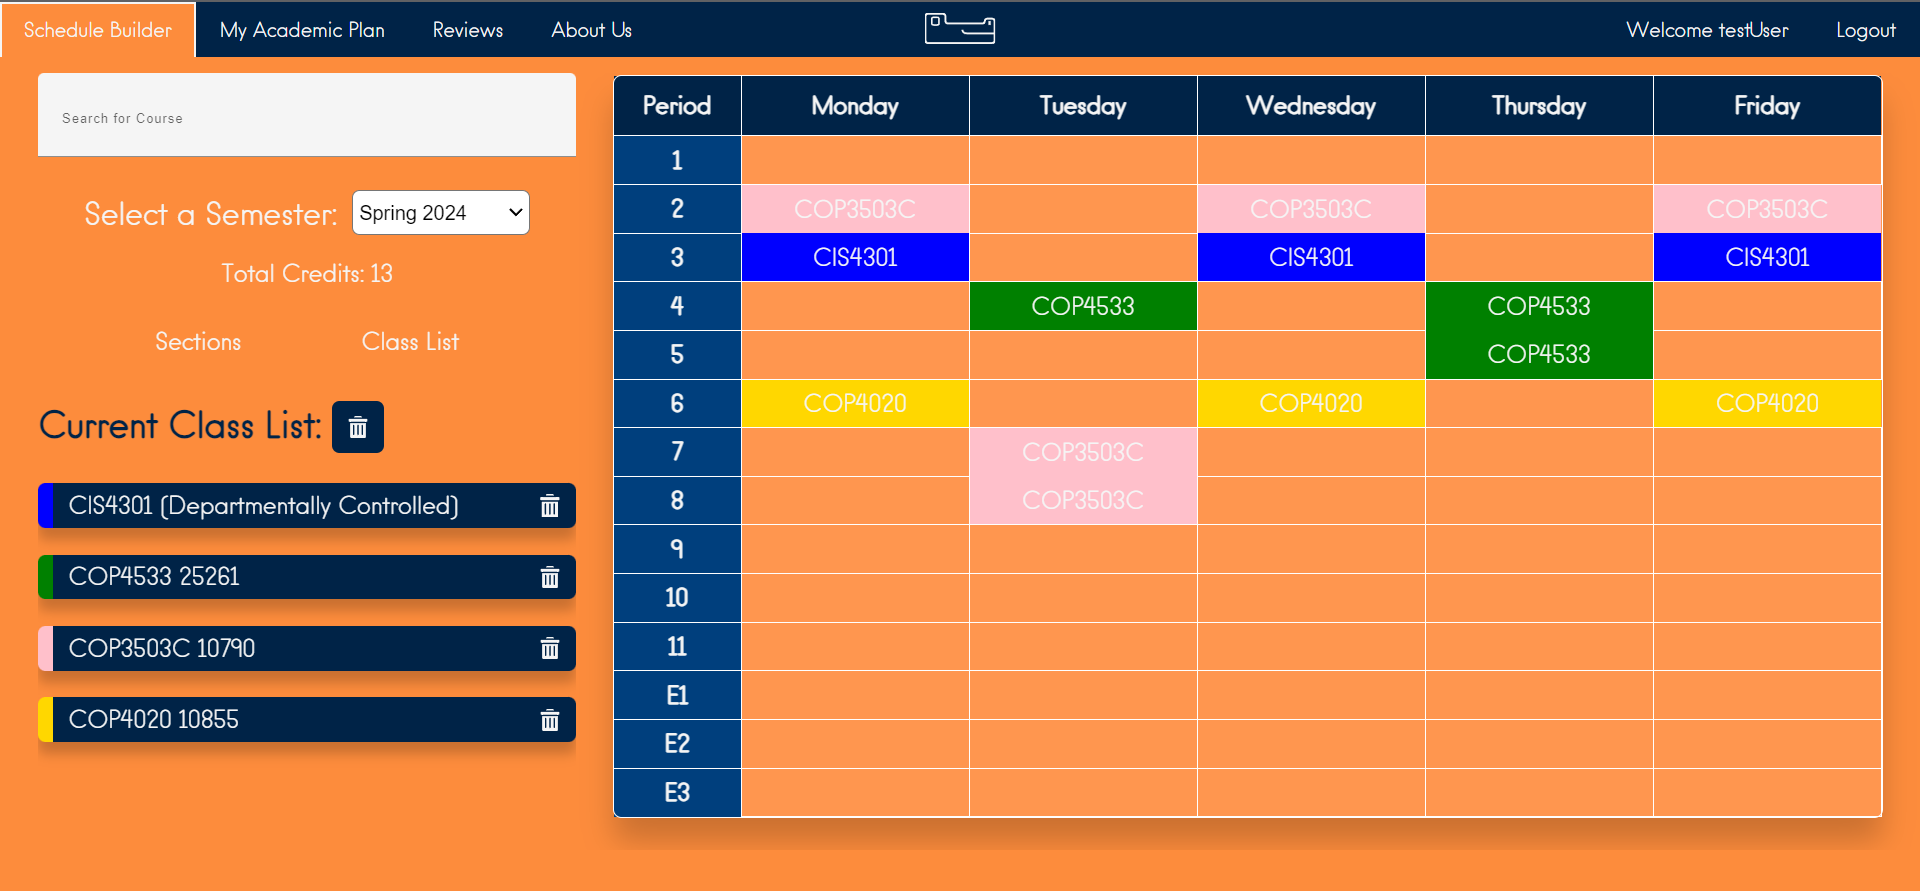 Schedule Builder My Academic Plan Reviews About Us Welcome testUser Logout
Search for Course
Select a Semester: Spring 2024
Total Credits: 13
Sections Class List
Current Class List:
CIS4301 (Departmentally Controlled)
COP4533 25261
COP3503C 10790
COP4020 10855
Period Monday Tuesday Wednesday Thursday Friday
1
2 COP3503C COP3503C COP3503C
3 CIS4301 CIS4301 CIS4301
4 COP4533 COP4533
5 COP4533
6 COP4020 COP4020 COP4020
7 COP3503C
8 COP3503C
9
10
11
E1
E2
E3